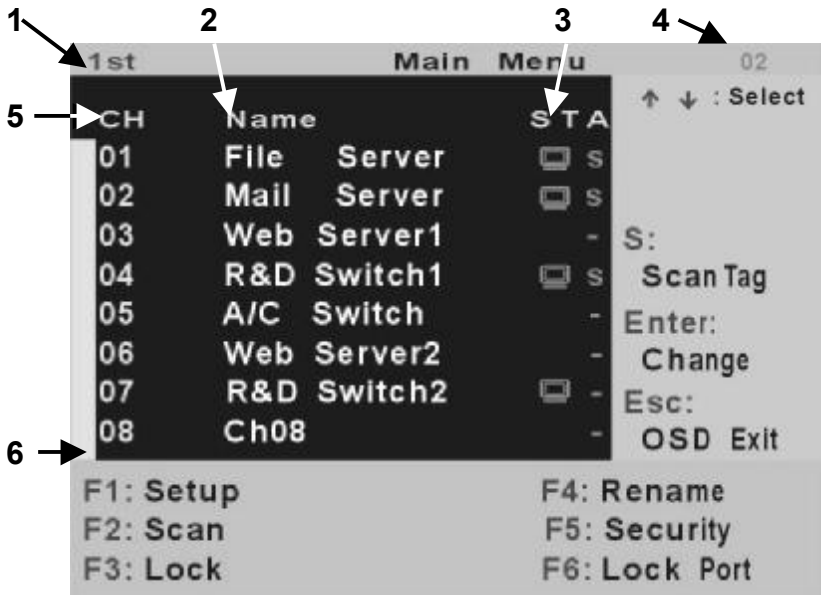 1 2 3 4
1st Main Menu 02
↑ ↓ : Select
5 CH Name STA
01 File Server S
02 Mail Server S
03 Web Server1 -
S:
04 R&D Switch1 S
Scan Tag
05 A/C Switch -
Enter:
06 Web Server2 -
Change
07 R&D Switch2 -
Esc:
08 Ch08 -
OSD Exit
6
F1: Setup F4: Rename
F2: Scan F5: Security
F3: Lock F6: Lock Port